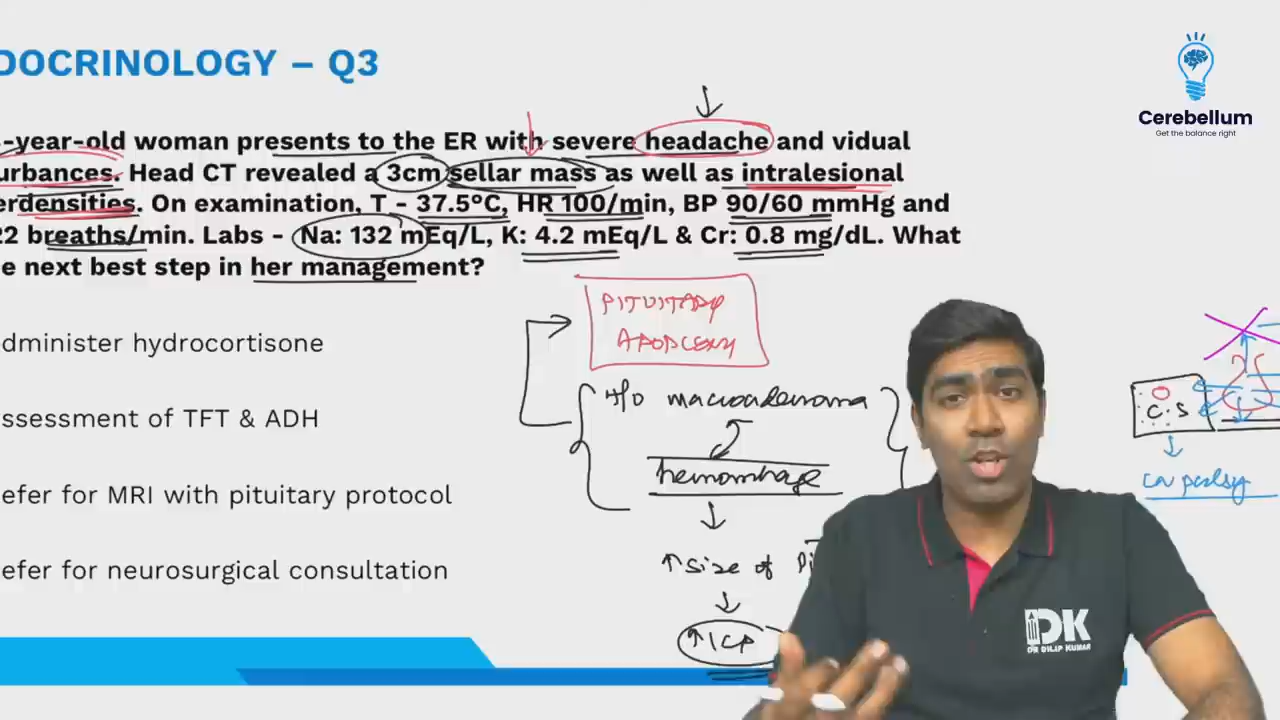 DOCRINOLOGY – Q3
Cerebellum
Get the balance right
-year-old woman presents to the ER with severe headache and vidual
urbances. Head CT revealed a 3cm sellar mass as well as intralesional
erdensities. On examination, T - 37.5°C, HR 100/min, BP 90/60 mmHg and
22 breaths/min. Labs - Na: 132 mEq/L, K: 4.2 mEq/L & Cr: 0.8 mg/dL. What
e next best step in her management?
dminister hydrocortisone
ssessment of TFT & ADH
efer for MRI with pituitary protocol
efer for neurosurgical consultation
PITUITARY
APOPLEXY
H/O macroadenoma
hemorrhage
↑ size of
↑ ICP
C.S
CN palsy
DK
DR DILIP KUMAR